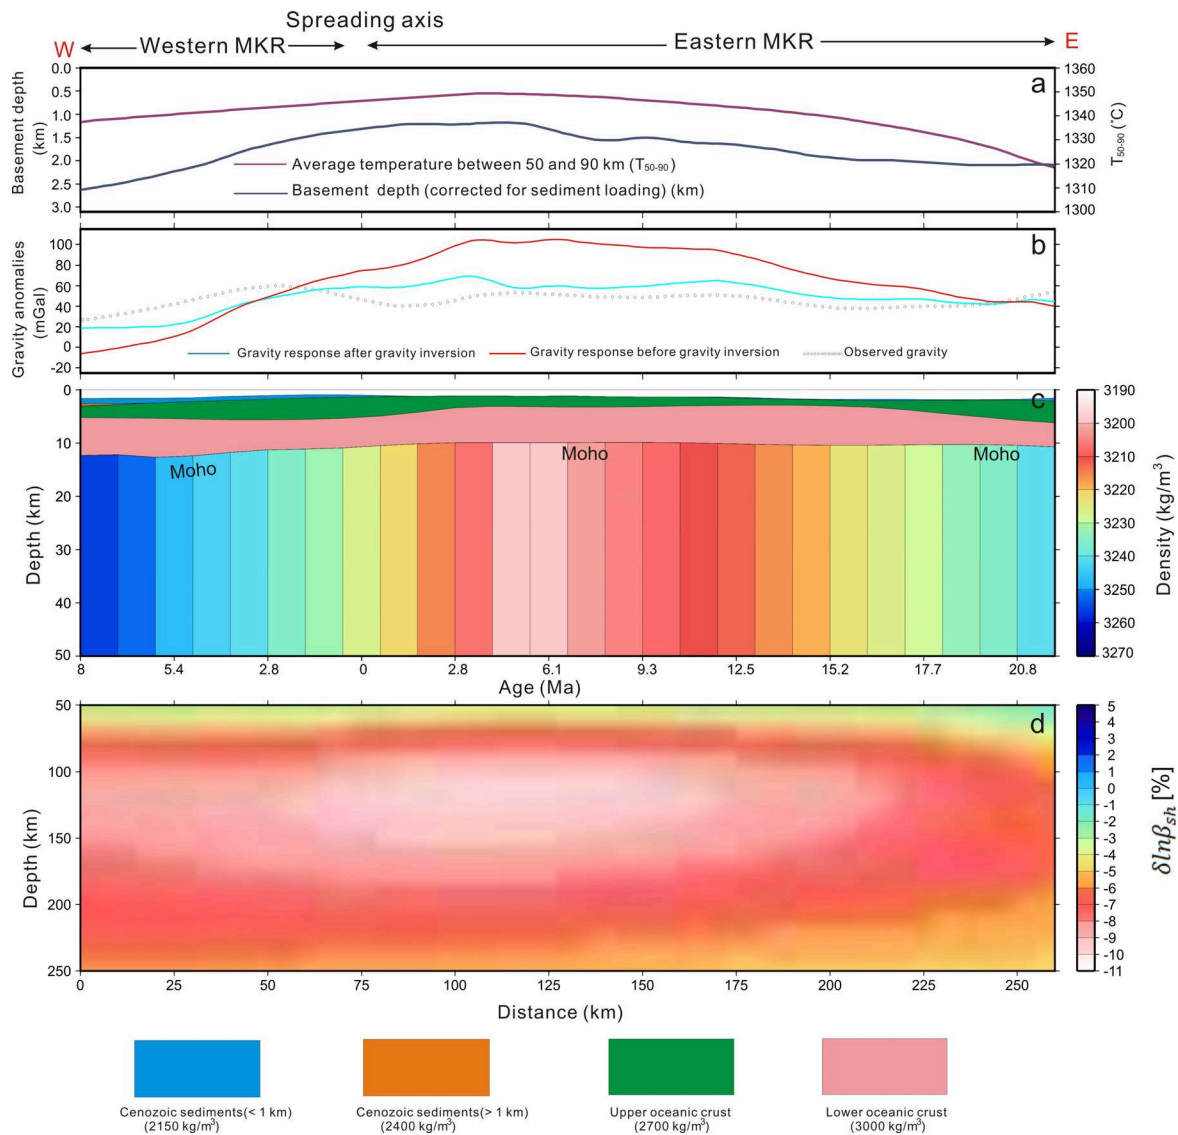 Spreading axis
W Western MKR Eastern MKR E
a
Basement depth
(km)
0.0
0.5
1.0
1.5
2.0
2.5
3.0
1360
1350
1340
1330
1320
1310
1300
T50-90 (˚C)
Average temperature between 50 and 90 km (T50-90)
Basement depth (corrected for sediment loading) (km)
b
Gravity anomalies
(mGal)
100
80
60
40
20
0
-20
Gravity response after gravity inversion
Gravity response before gravity inversion
Observed gravity
c
Depth (km)
0
10
20
30
40
50
Moho
Moho
Moho
3190
3200
3210
3220
3230
3240
3250
3260
3270
Density (kg/m³)
8 5.4 2.8 0 2.8 6.1 9.3 12.5 15.2 17.7 20.8
Age (Ma)
d
Depth (km)
50
100
150
200
250
5
4
3
2
1
0
-1
-2
-3
-4
-5
-6
-7
-8
-9
-10
-11
δlnβsh [%]
0 25 50 75 100 125 150 175 200 225 250
Distance (km)
Cenozoic sediments(< 1 km)
(2150 kg/m³)
Cenozoic sediments(> 1 km)
(2400 kg/m³)
Upper oceanic crust
(2700 kg/m³)
Lower oceanic crust
(3000 kg/m³)